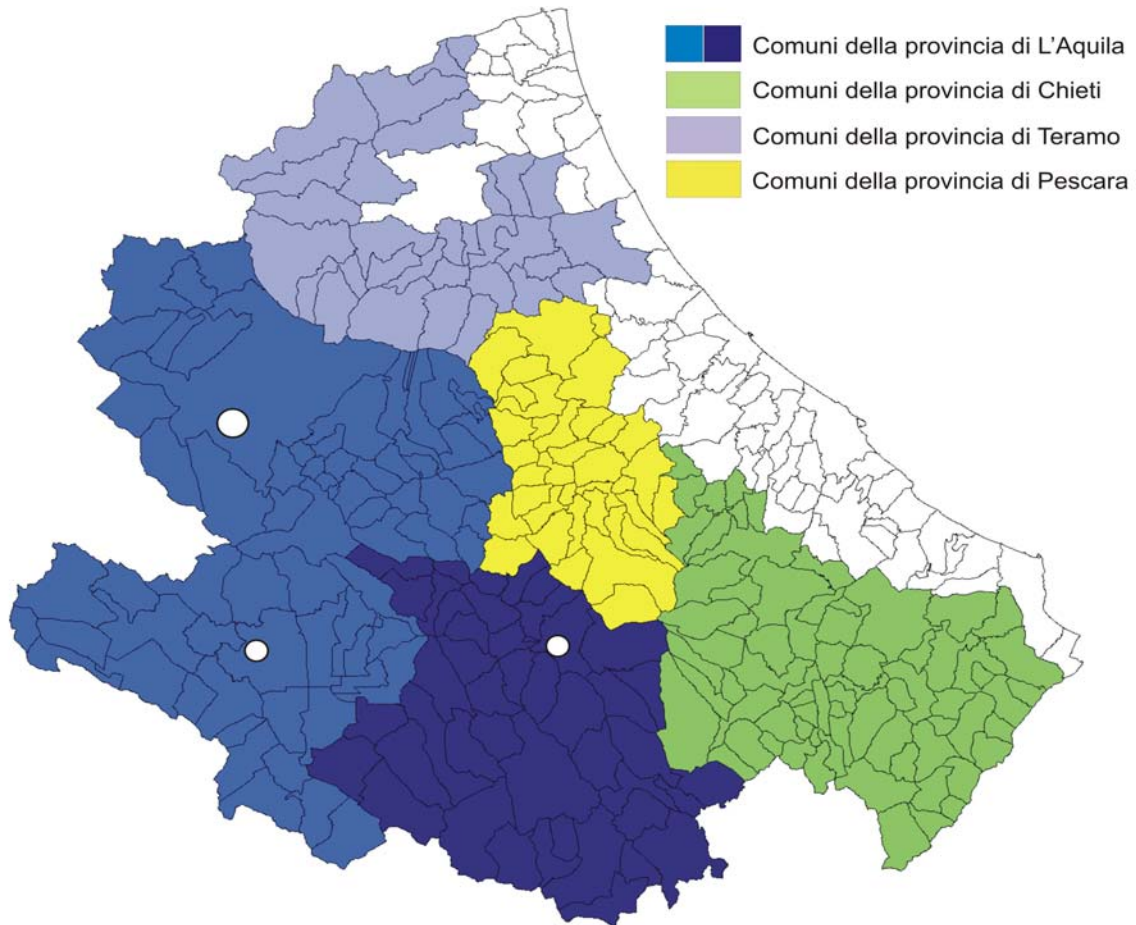 Comuni della provincia di L'Aquila
Comuni della provincia di Chieti
Comuni della provincia di Teramo
Comuni della provincia di Pescara